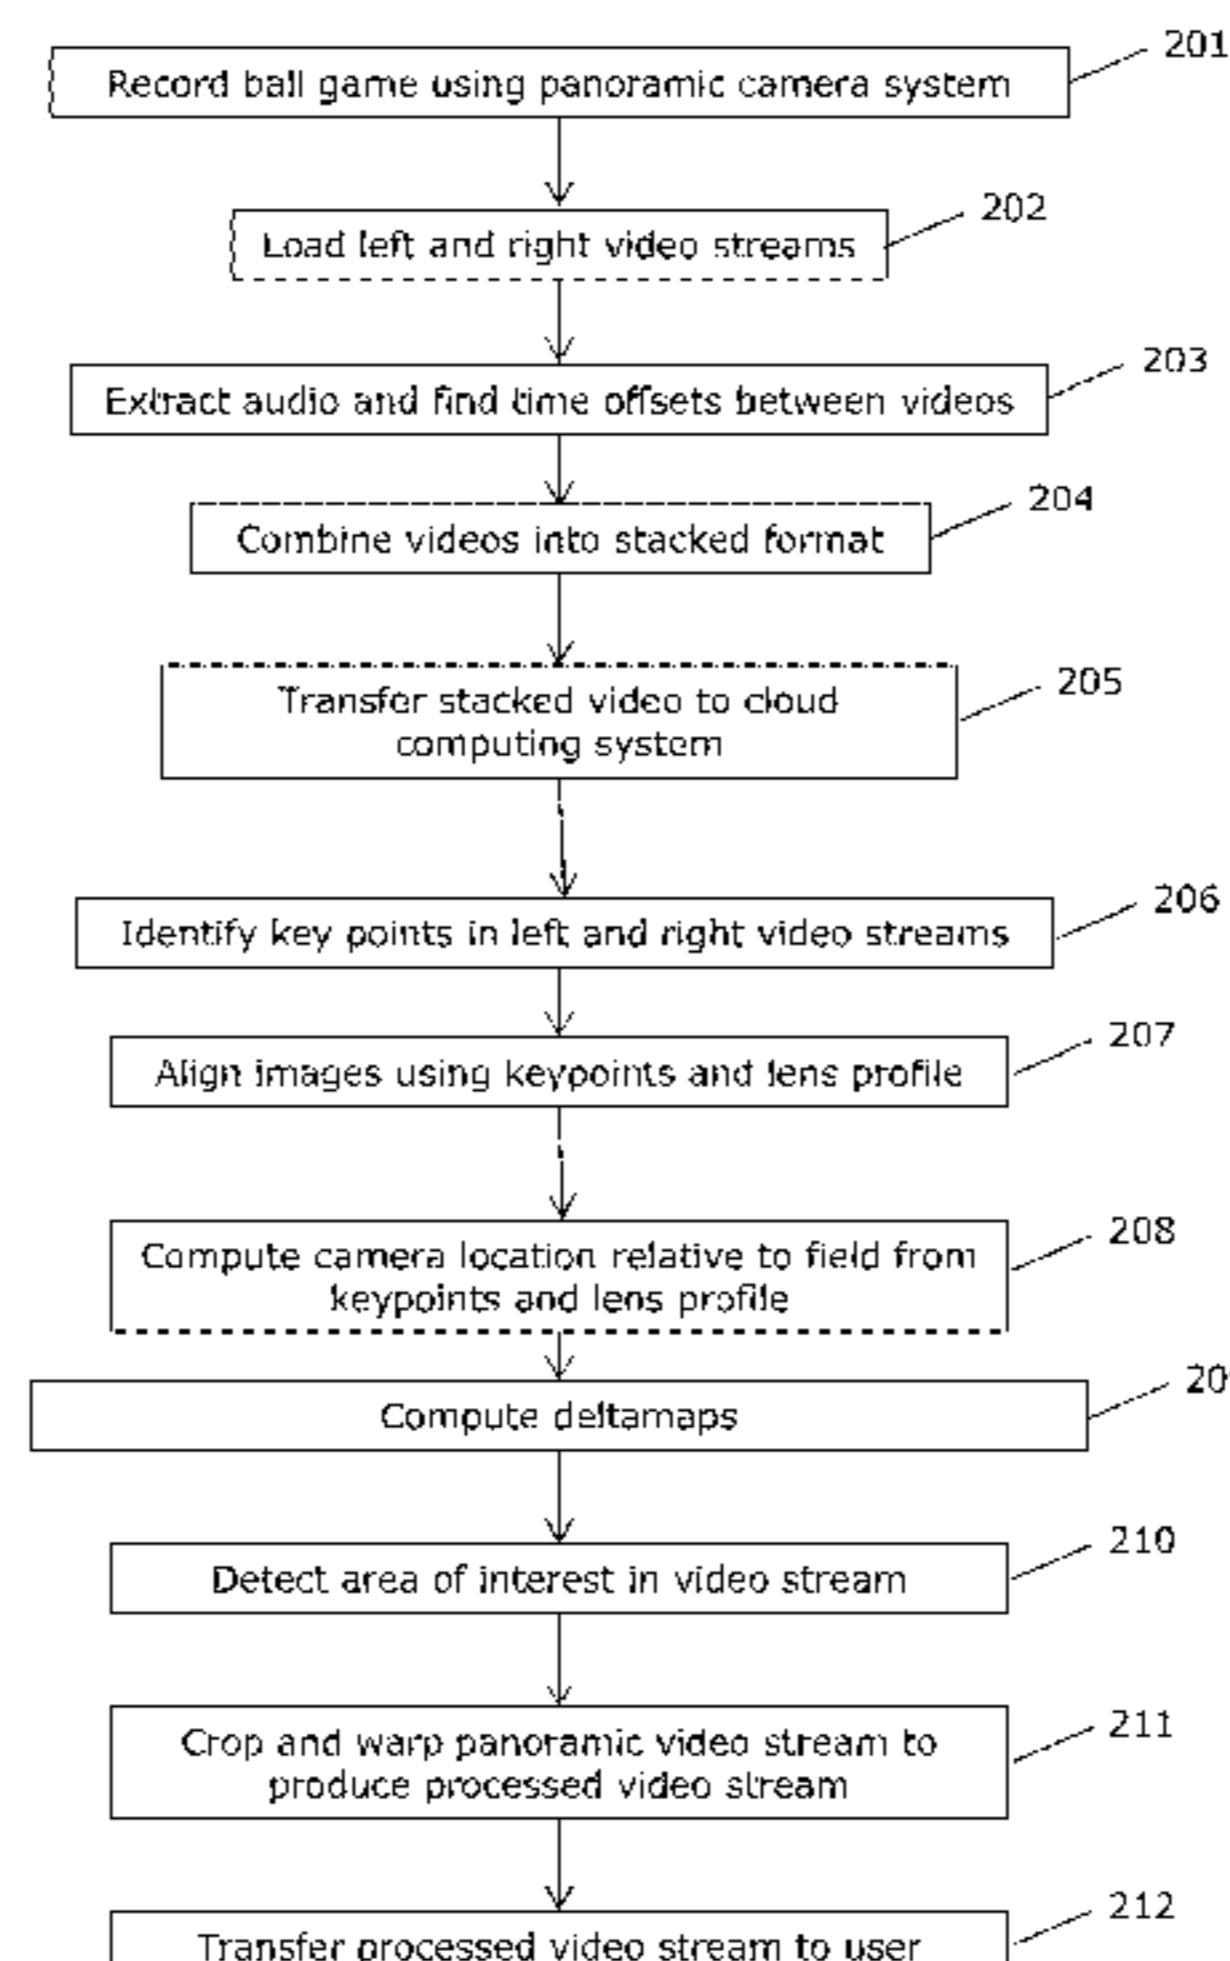 201
Record ball game using panoramic camera system
202
Load left and right video streams
203
Extract audio and find time offsets between videos
204
Combine videos into stacked format
205
Transfer stacked video to cloud
computing system
206
Identify key points in left and right video streams
207
Align images using keypoints and lens profile
208
Compute camera location relative to field from
keypoints and lens profile
20
Compute deltamaps
210
Detect area of interest in video stream
211
Crop and warp panoramic video stream to
produce processed video stream
212
Transfer processed video stream to user